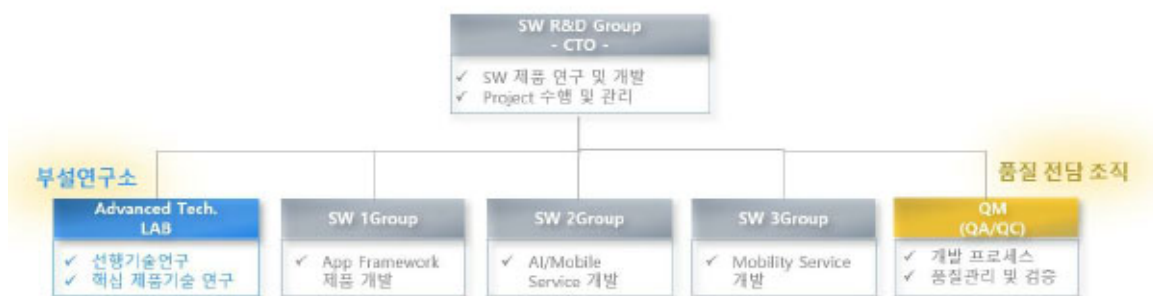 SW R&D Group
- CTO -
✓ SW 제품 연구 및 개발
✓ Project 수행 및 관리
부설연구소
품질 전담 조직
Advanced Tech.
LAB
✓ 선행기술연구
✓ 핵심 제품기술 연구
SW 1Group
✓ App Framework
제품 개발
SW 2Group
✓ AI/Mobile
Service 개발
SW 3Group
✓ Mobility Service
개발
QM
(QA/QC)
✓ 개발 프로세스
✓ 품질관리 및 검증